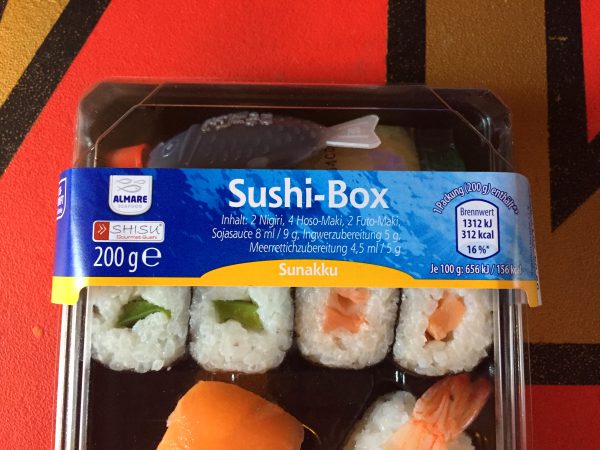 ALMARE
SEAFOOD
SHISU
Gourmet Sushi
200 g e
Sushi-Box
Inhalt: 2 Nigiri, 4 Hoso-Maki, 2 Futo-Maki,
Sojasauce 8 ml / 9 g, Ingwerzubereitung 5 g,
Meerrettichzubereitung 4,5 ml / 5 g
Sunakku
1 Packung (200 g) enthält:**
Brennwert
1312 kJ
312 kcal
16 %*
Je 100 g: 656 kJ / 156 kcal